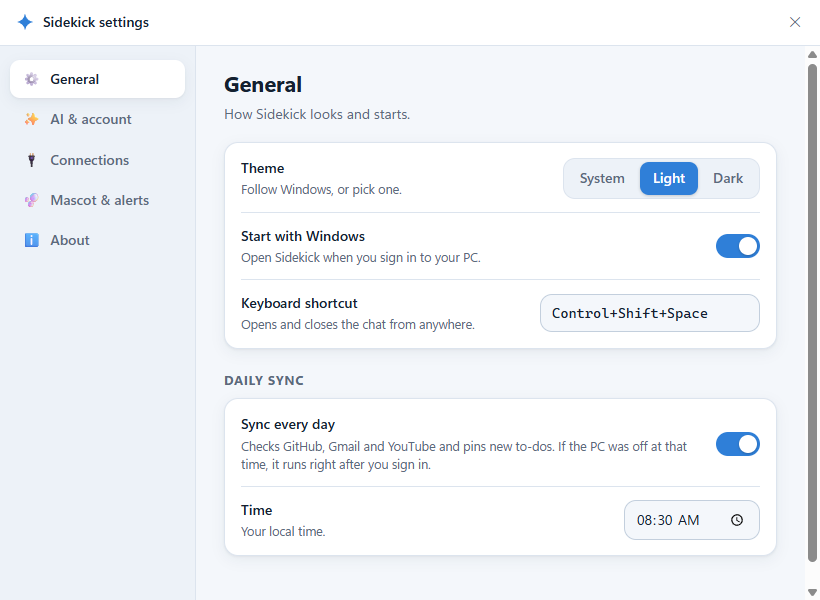 Sidekick settings
General
AI & account
Connections
Mascot & alerts
About
General
How Sidekick looks and starts.
Theme
Follow Windows, or pick one.
System Light Dark
Start with Windows
Open Sidekick when you sign in to your PC.
Keyboard shortcut
Opens and closes the chat from anywhere.
Control+Shift+Space
DAILY SYNC
Sync every day
Checks GitHub, Gmail and YouTube and pins new to-dos. If the PC was off at that
time, it runs right after you sign in.
Time
Your local time.
08:30 AM